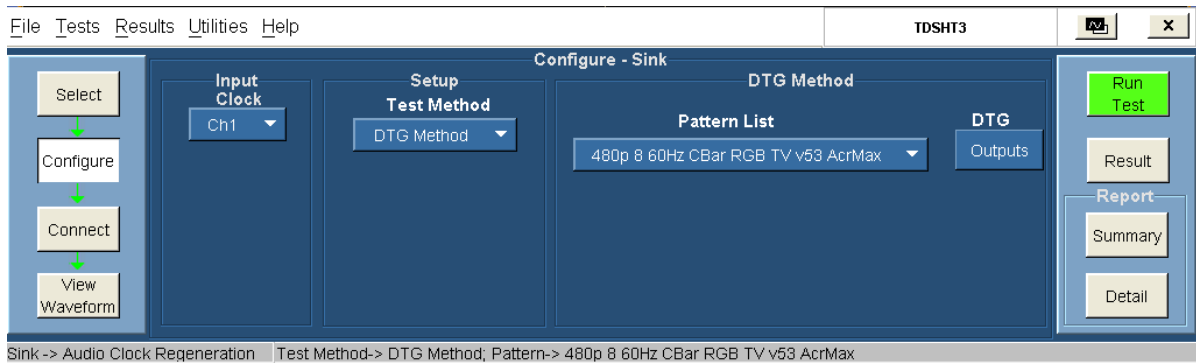 File Tests Results Utilities Help
TDSHT3
x
Configure - Sink
Select
Configure
Connect
View
Waveform
Input
Clock
Ch1
Setup
Test Method
DTG Method
DTG Method
Pattern List
480p 8 60Hz CBar RGB TV v53 AcrMax
DTG
Outputs
Run
Test
Result
Report
Summary
Detail
Sink -> Audio Clock Regeneration Test Method-> DTG Method; Pattern-> 480p 8 60Hz CBar RGB TV v53 AcrMax